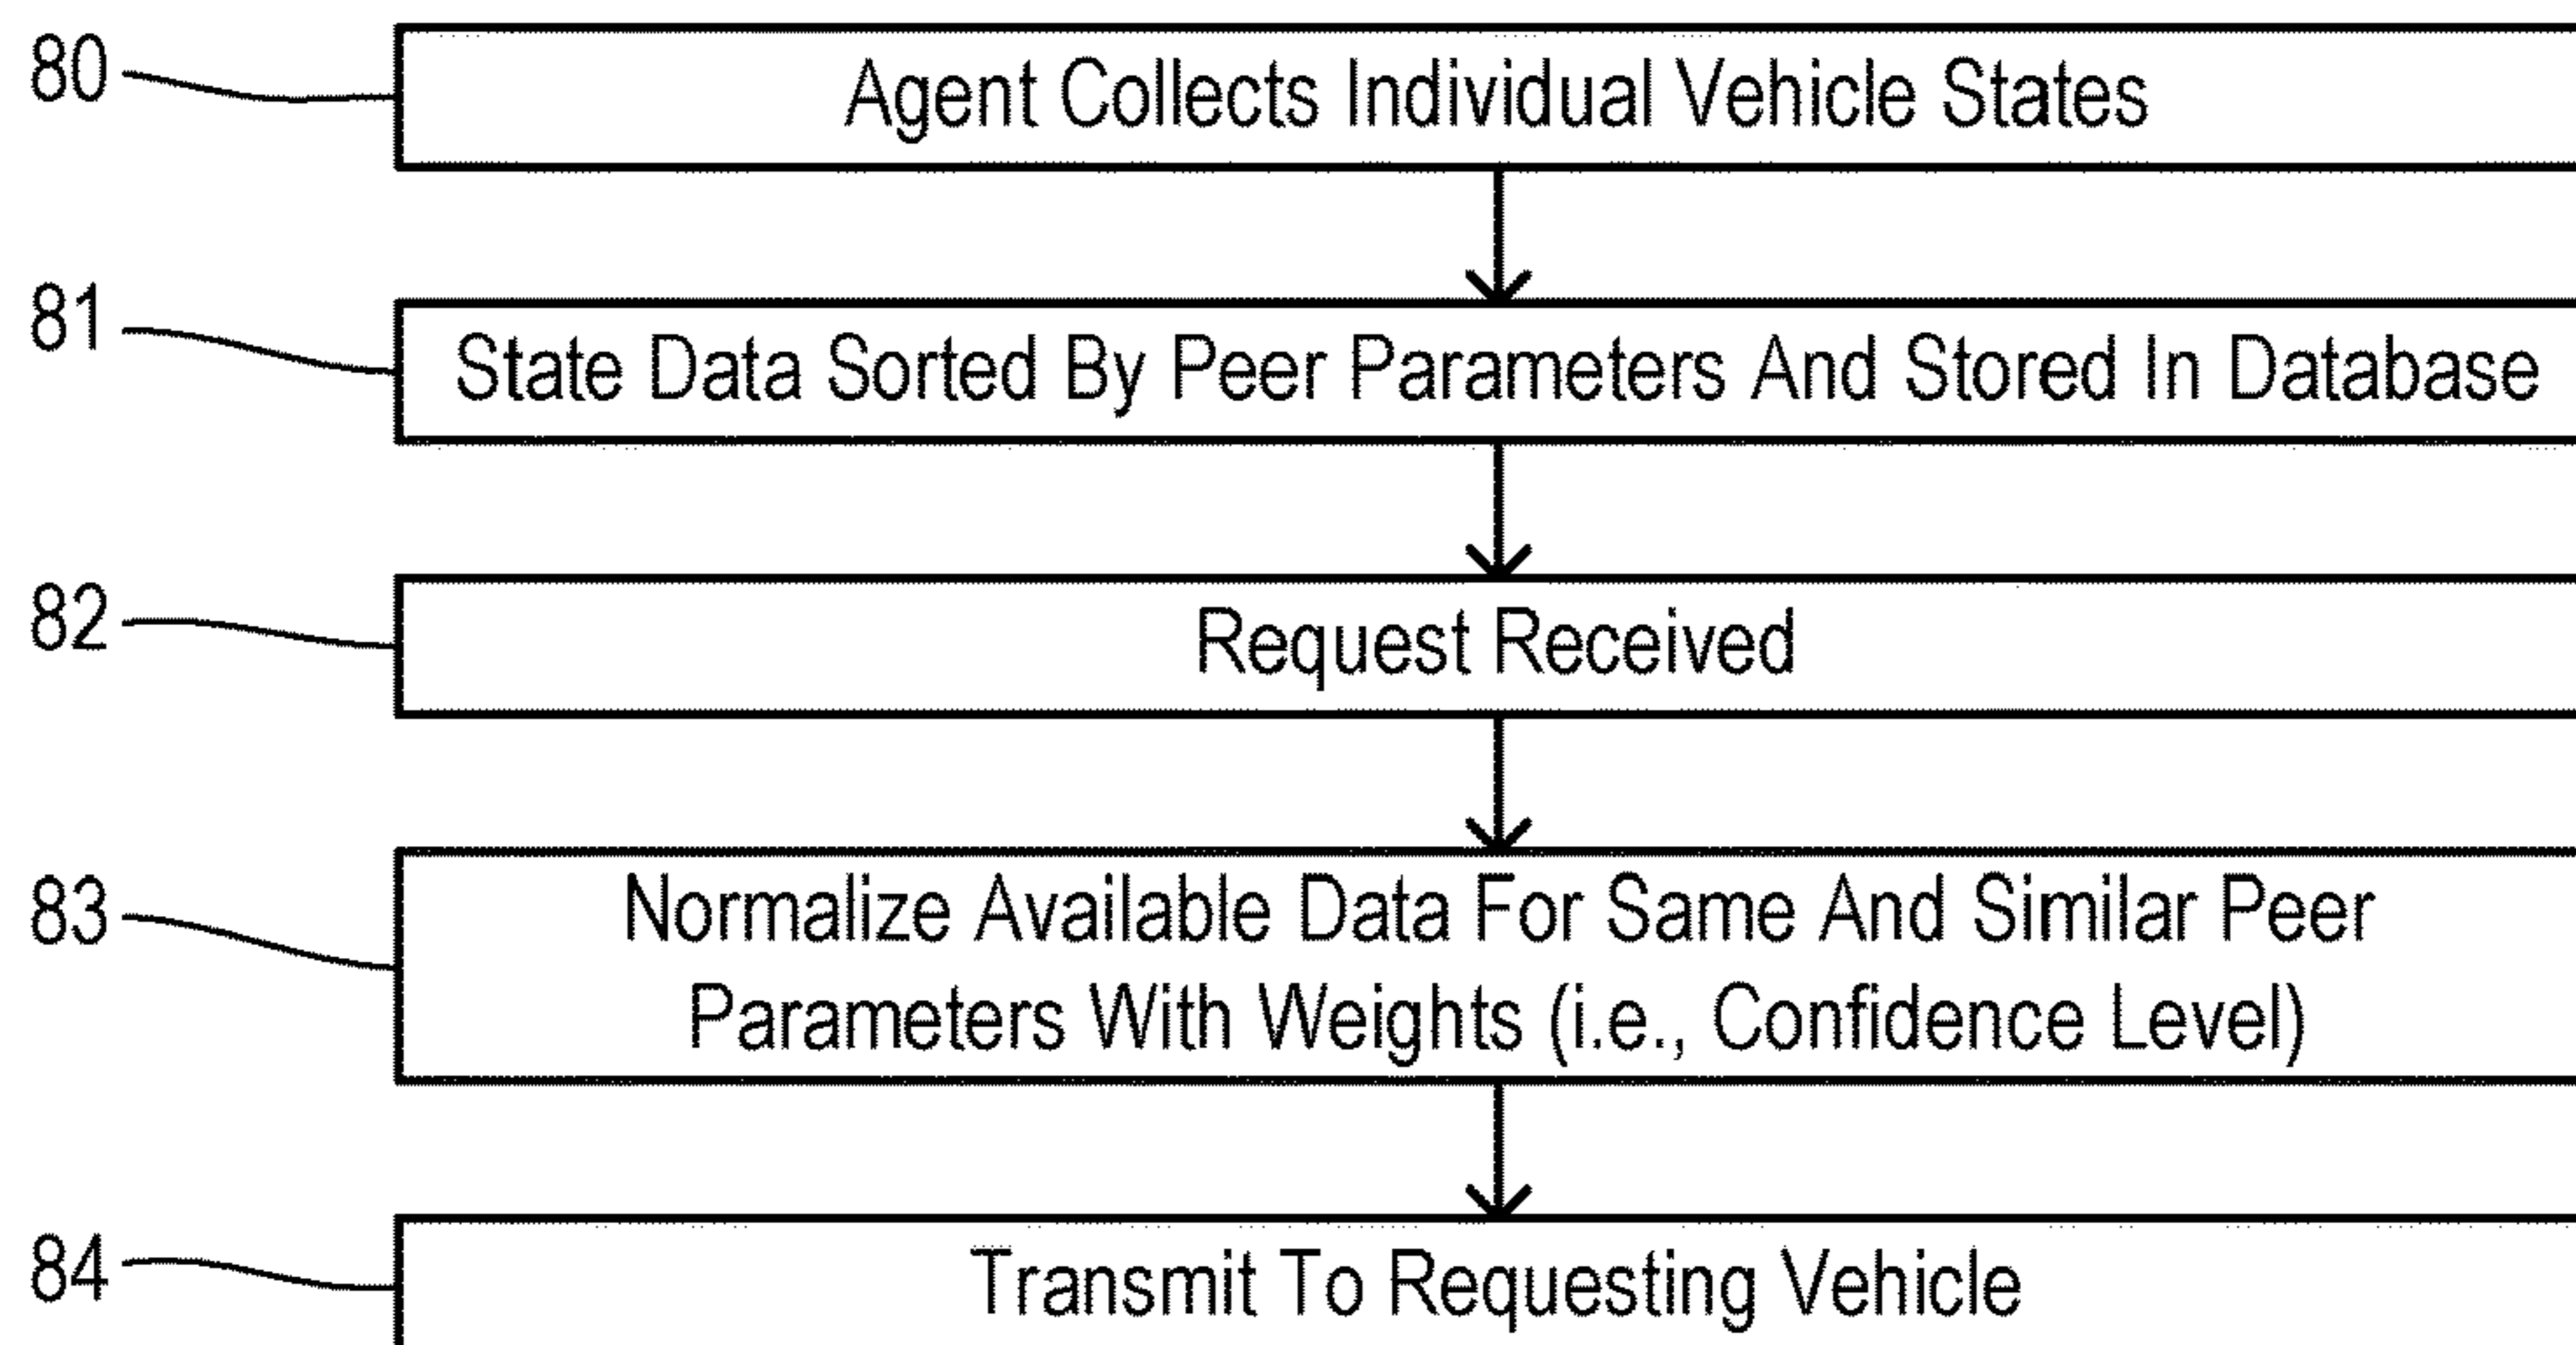 80
Agent Collects Individual Vehicle States
81
State Data Sorted By Peer Parameters And Stored In Database
82
Request Received
83
Normalize Available Data For Same And Similar Peer
Parameters With Weights (i.e., Confidence Level)
84
Transmit To Requesting Vehicle